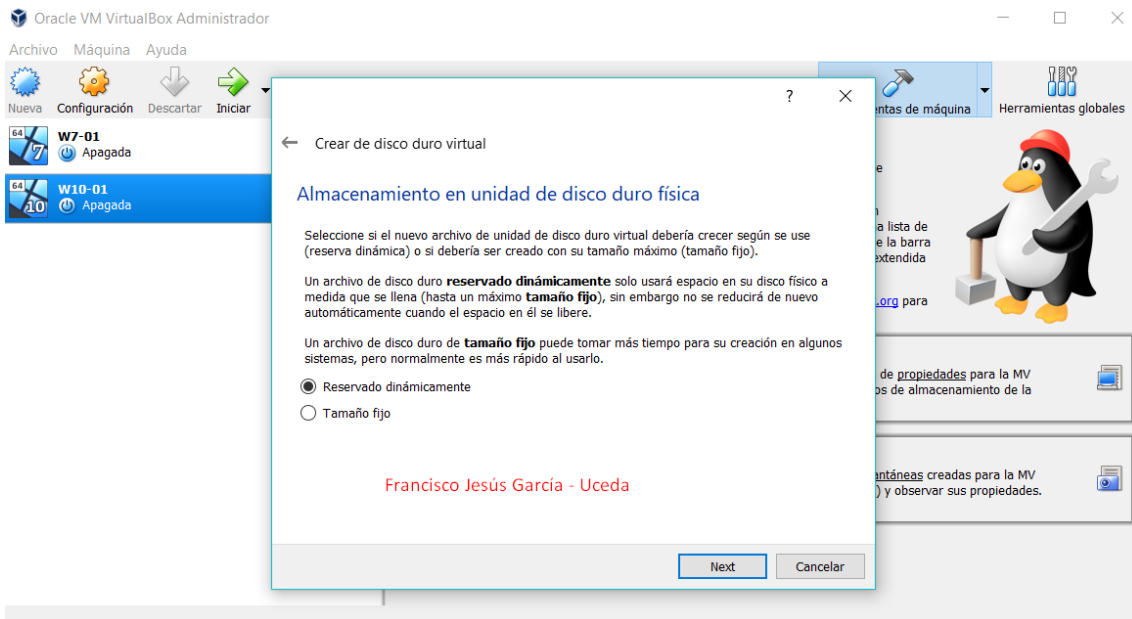 Oracle VM VirtualBox Administrador
Archivo Máquina Ayuda
Nueva Configuración Descartar Iniciar
ntas de máquina Herramientas globales
64 7 W7-01
Apagada
64 10 W10-01
Apagada
?
Crear de disco duro virtual
Almacenamiento en unidad de disco duro física
Seleccione si el nuevo archivo de unidad de disco duro virtual debería crecer según se use
(reserva dinámica) o si debería ser creado con su tamaño máximo (tamaño fijo).
Un archivo de disco duro reservado dinámicamente solo usará espacio en su disco físico a
medida que se llena (hasta un máximo tamaño fijo), sin embargo no se reducirá de nuevo
automáticamente cuando el espacio en él se libere.
Un archivo de disco duro de tamaño fijo puede tomar más tiempo para su creación en algunos
sistemas, pero normalmente es más rápido al usarlo.
Reservado dinámicamente
Tamaño fijo
Francisco Jesús García - Uceda
Next Cancelar
e
a lista de
e la barra
extendida
.org para
de propiedades para la MV
os de almacenamiento de la
antáneas creadas para la MV
) y observar sus propiedades.